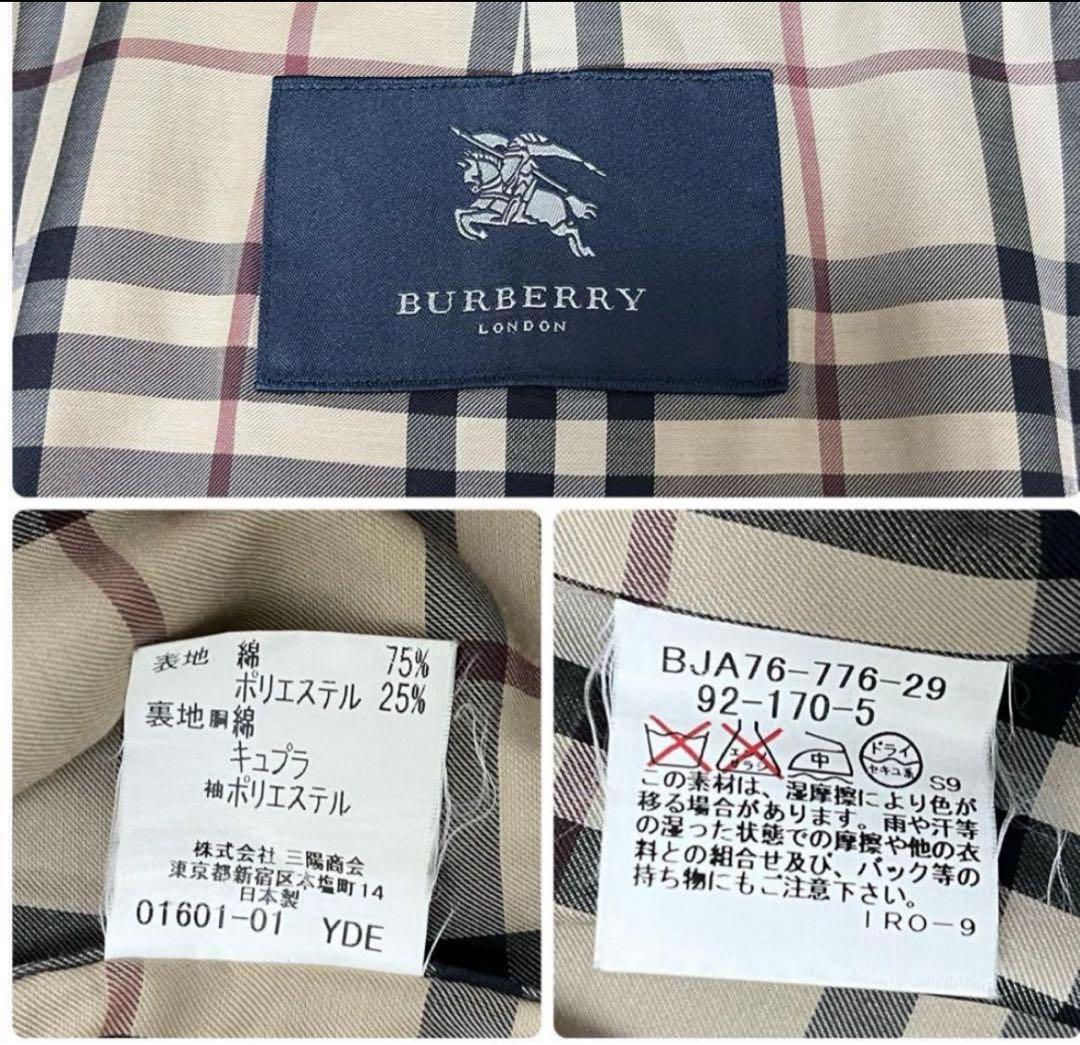 BURBERRY
LONDON
表地 綿 75%
ポリエステル 25%
裏地 胴 綿
キュプラ
袖 ポリエステル
株式会社 三陽商会
東京都新宿区本塩町14
日本製
01601-01 YDE
BJA76-776-29
92-170-5
エンソ
サラシ
中
ドライ
セキユ系
S9
この素材は、湿摩擦により色が
移る場合があります。雨や汗等
の湿った状態での摩擦や他の衣
料との組合せ及び、バック等の
持ち物にもご注意下さい。
IRO-9